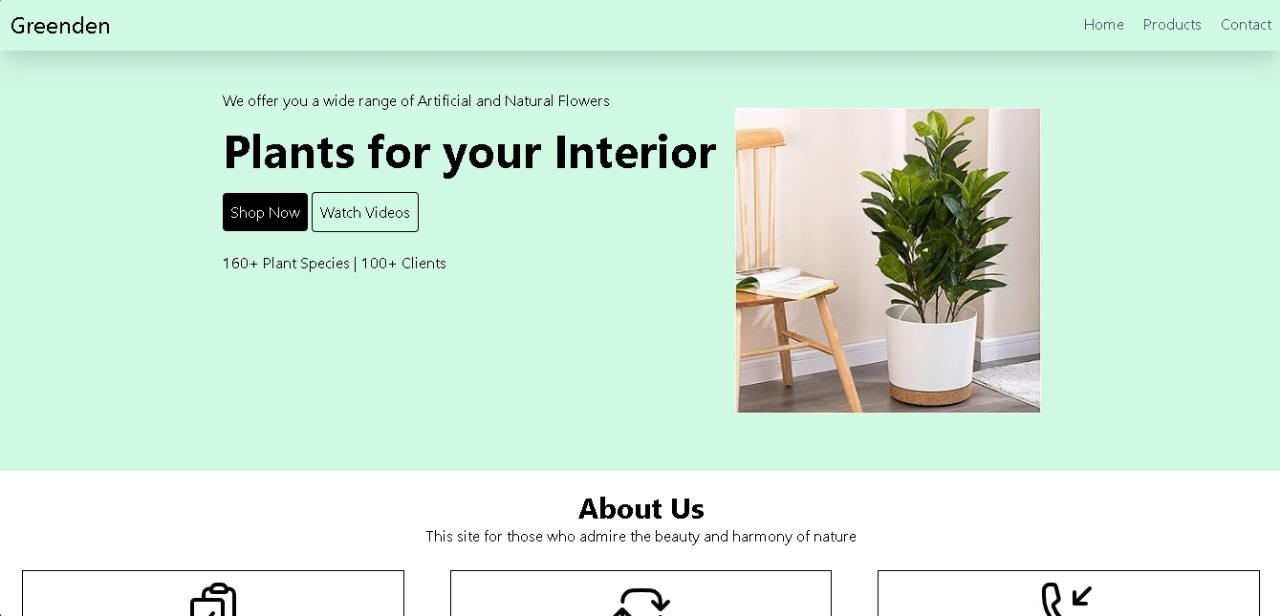 Greenden
Home Products Contact
We offer you a wide range of Artificial and Natural Flowers
Plants for your Interior
Shop Now Watch Videos
160+ Plant Species | 100+ Clients
About Us
This site for those who admire the beauty and harmony of nature